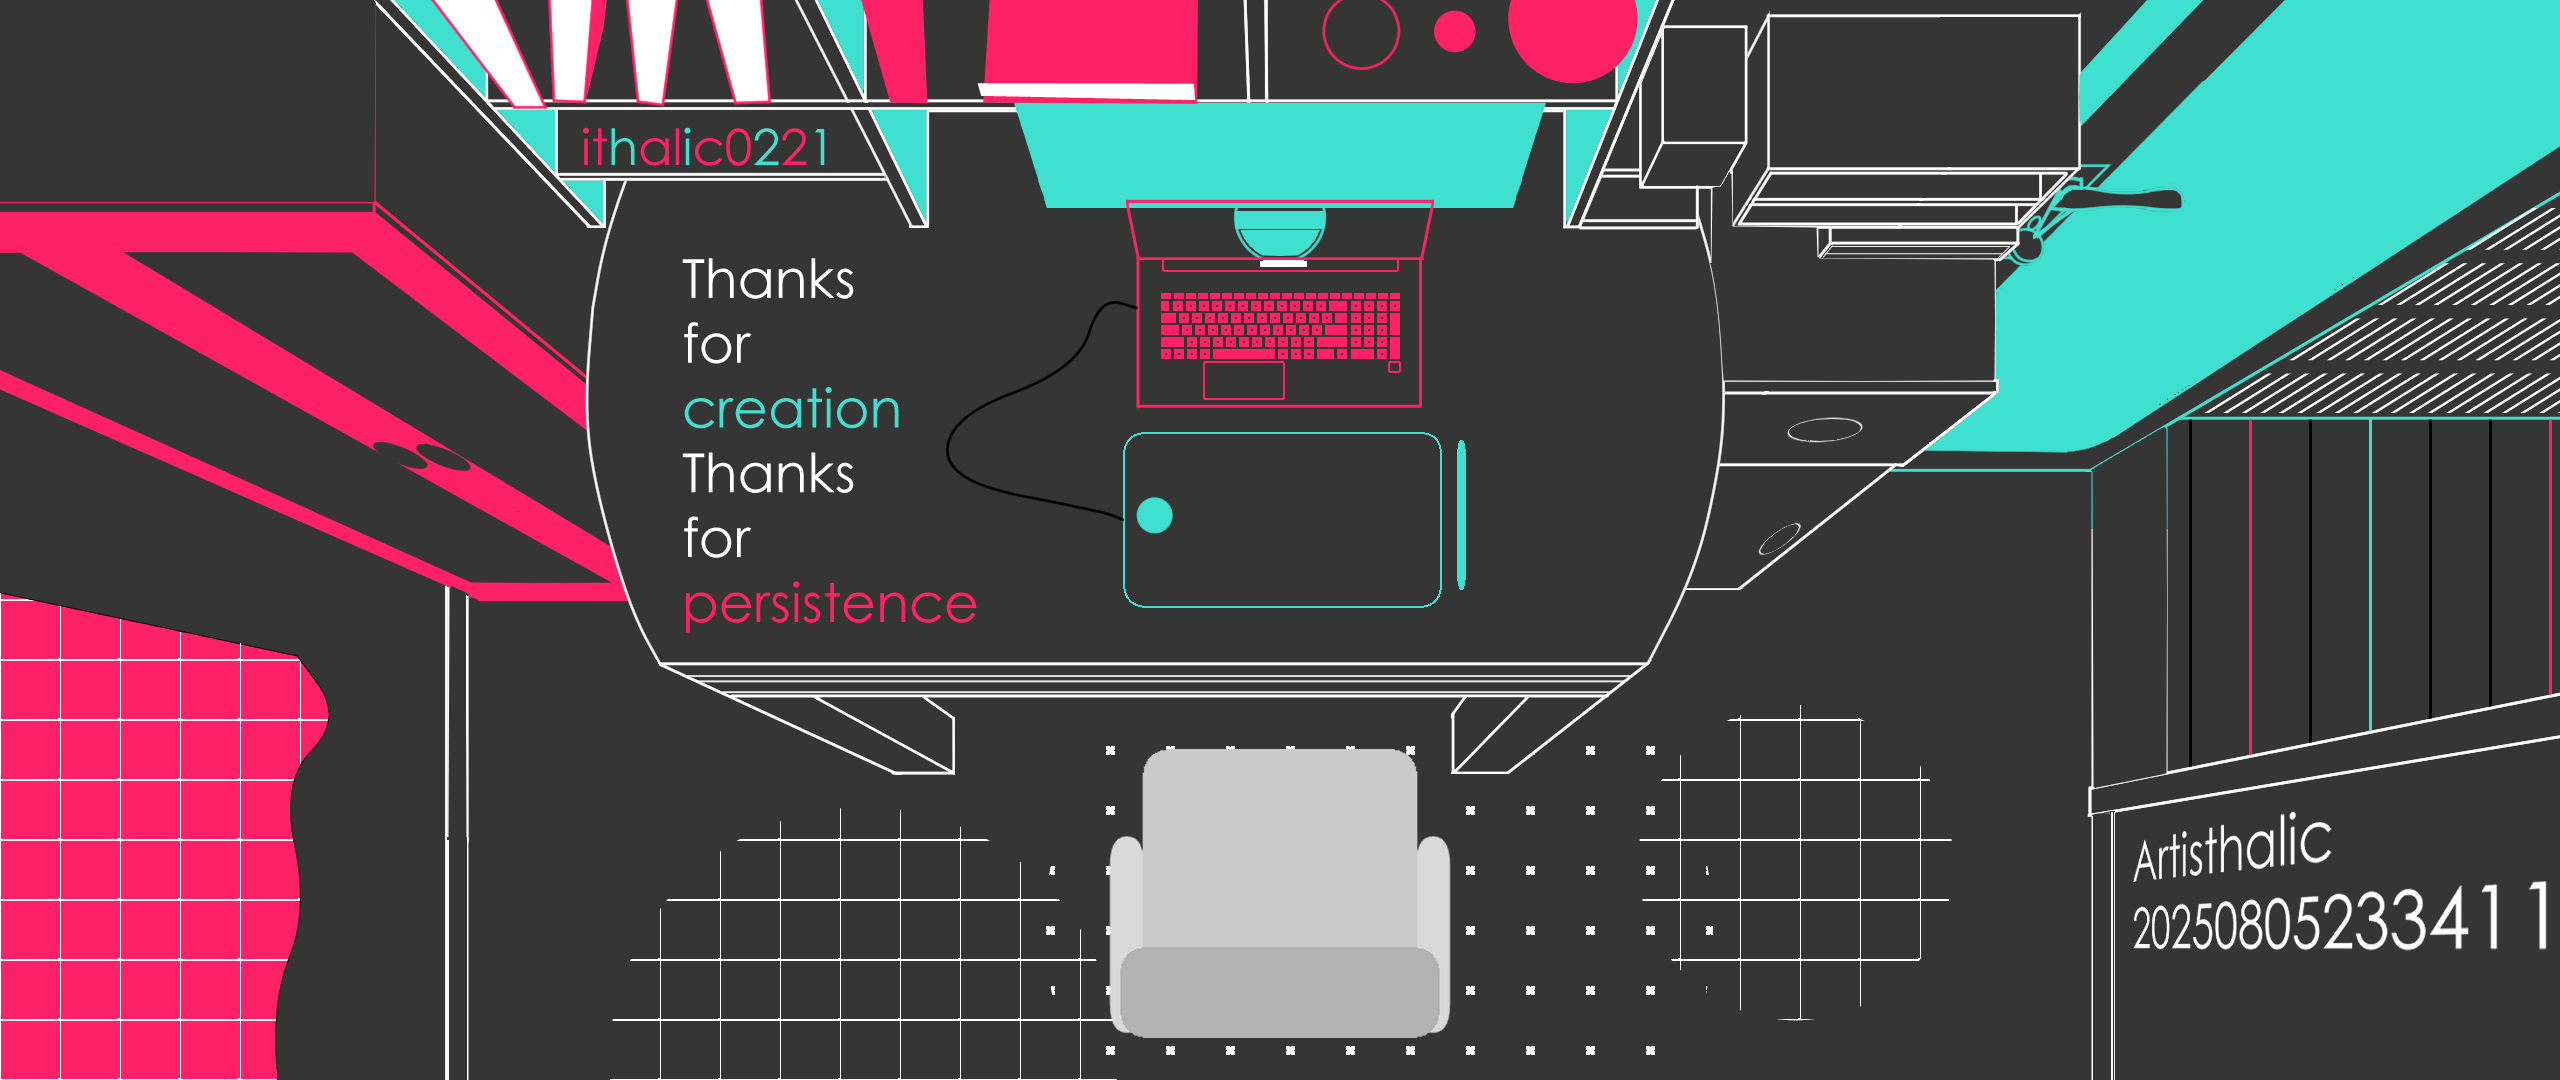 ithalic0221
Thanks
for
creation
Thanks
for
persistence
Artisthalic
20250805233411